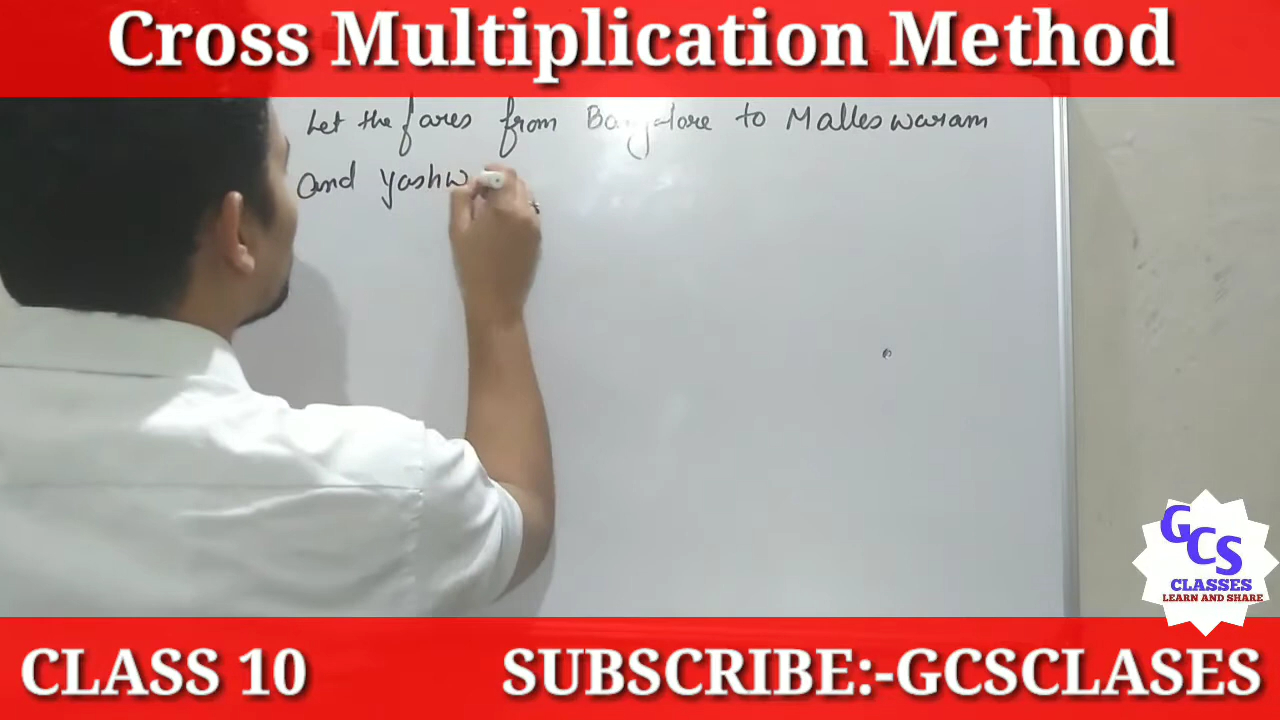 Cross Multiplication Method
Let the fares from Bangalore to Malleswaram
and yashw
GCS
CLASSES
LEARN AND SHARE
CLASS 10
SUBSCRIBE:-GCSCLASES